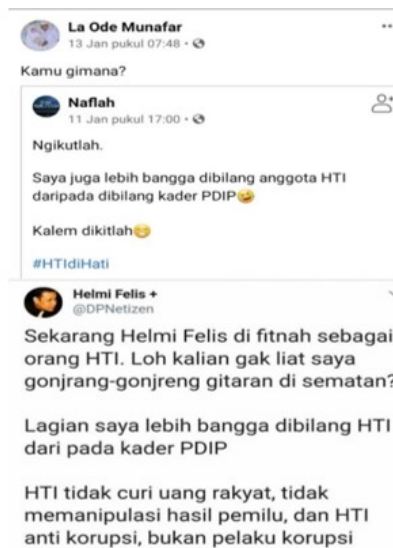 La Ode Munafar
13 Jan pukul 07:48 •
Kamu gimana?
Naflah
11 Jan pukul 17:00 •
Ngikutlah.
Saya juga lebih bangga dibilang anggota HTI
daripada dibilang kader PDIP🤣
Kalem dikitlah😁
#HTIdiHati
Helmi Felis +
@DPNetizen
Sekarang Helmi Felis di fitnah sebagai
orang HTI. Loh kalian gak liat saya
gonjrang-gonjreng gitaran di sematan?
Lagian saya lebih bangga dibilang HTI
dari pada kader PDIP
HTI tidak curi uang rakyat, tidak
memanipulasi hasil pemilu, dan HTI
anti korupsi, bukan pelaku korupsi